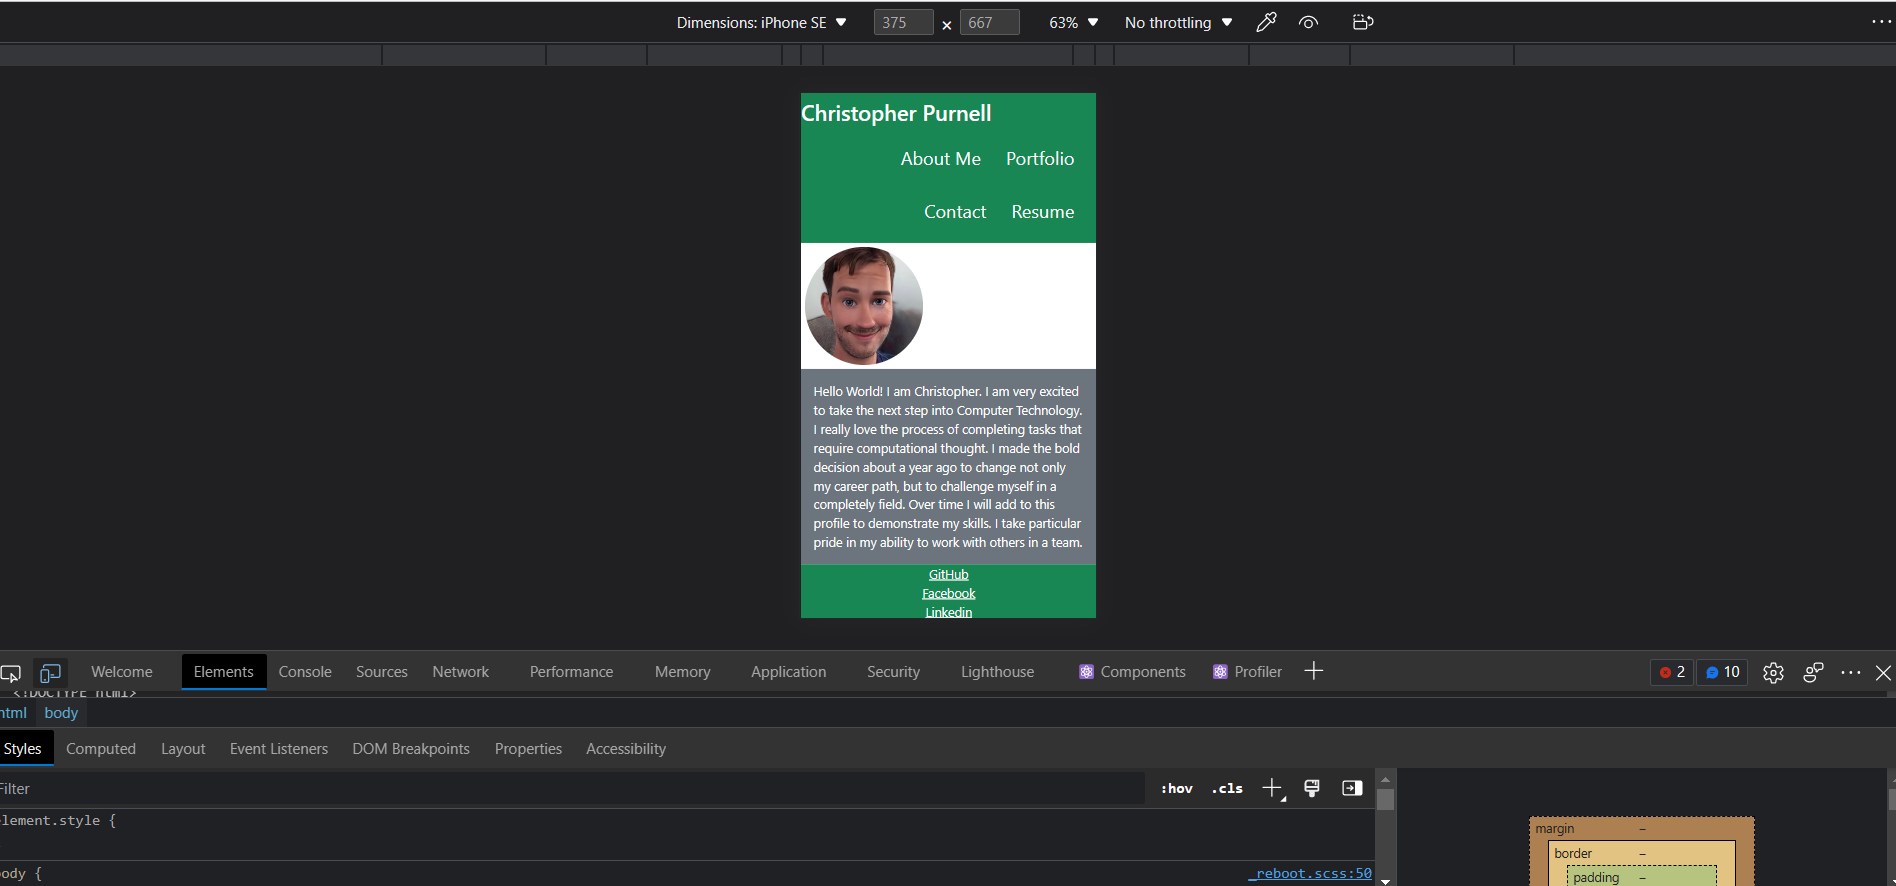 Dimensions: iPhone SE 375 × 667 63% No throttling
Christopher Purnell
About Me Portfolio
Contact Resume
Hello World! I am Christopher. I am very excited
to take the next step into Computer Technology.
I really love the process of completing tasks that
require computational thought. I made the bold
decision about a year ago to change not only
my career path, but to challenge myself in a
completely field. Over time I will add to this
profile to demonstrate my skills. I take particular
pride in my ability to work with others in a team.
GitHub
Facebook
Linkedin
Welcome Elements Console Sources Network Performance Memory Application Security Lighthouse Components Profiler 2 10
<!DOCTYPE html>
html body
Styles Computed Layout Event Listeners DOM Breakpoints Properties Accessibility
Filter :hov .cls
element.style {
margin –
border –
body { _reboot.scss:50
padding –